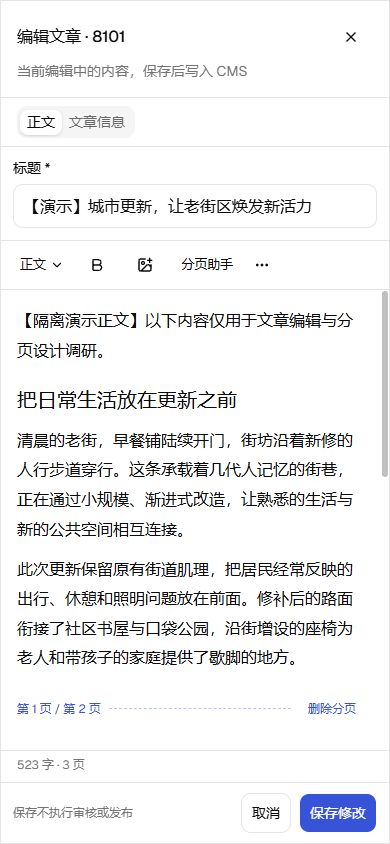 编辑文章 · 8101
当前编辑中的内容，保存后写入 CMS
正文 文章信息
标题 *
【演示】城市更新，让老街区焕发新活力
正文 B 分页助手 ···
【隔离演示正文】以下内容仅用于文章编辑与分
页设计调研。
把日常生活放在更新之前
清晨的老街，早餐铺陆续开门，街坊沿着新修的
人行步道穿行。这条承载着几代人记忆的街巷，
正在通过小规模、渐进式改造，让熟悉的生活与
新的公共空间相互连接。
此次更新保留原有街道肌理，把居民经常反映的
出行、休憩和照明问题放在前面。修补后的路面
衔接了社区书屋与口袋公园，沿街增设的座椅为
老人和带孩子的家庭提供了歇脚的地方。
第 1 页 / 第 2 页 删除分页
523 字 · 3 页
保存不执行审核或发布 取消 保存修改